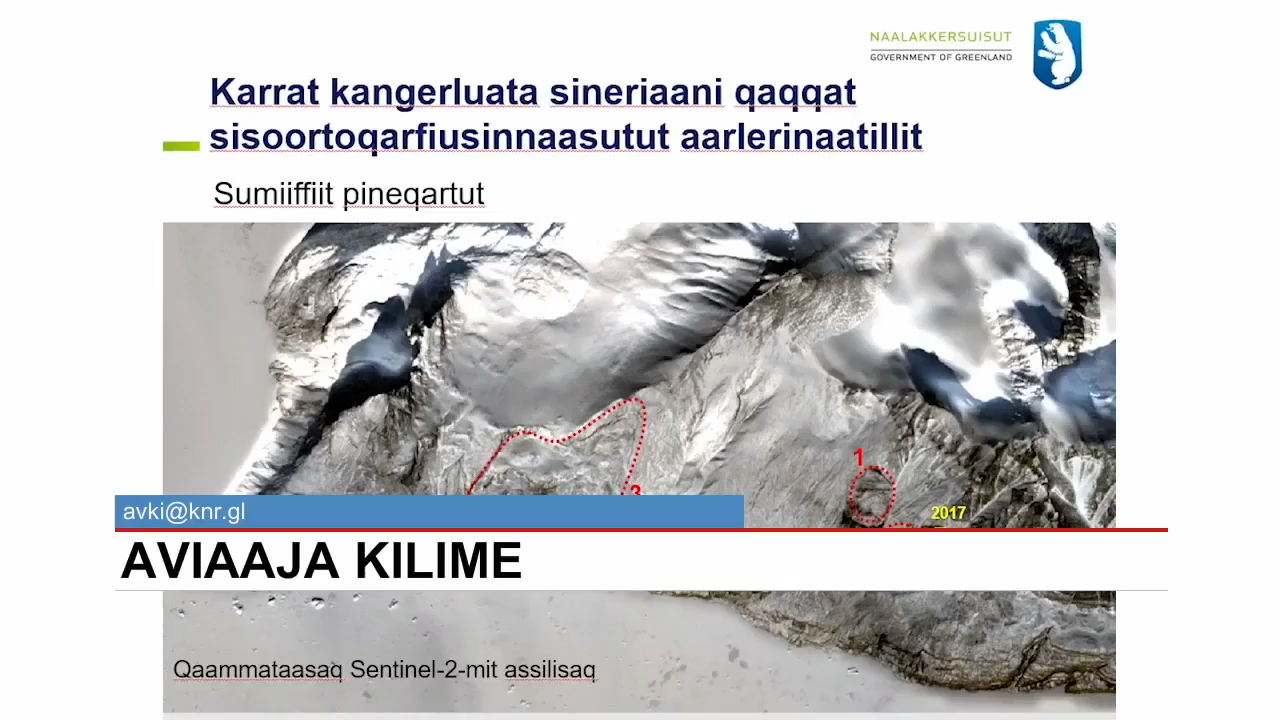 NAALAKKERSUISUT
GOVERNMENT OF GREENLAND
Karrat kangerluata sineriaani qaqqat
sisoortoqarfiusinnaasutut aarlerinaatillit
Sumiiffiit pineqartut
1
3
2017
avki@knr.gl
AVIAAJA KILIME
Qaammataasaq Sentinel-2-mit assilisaq